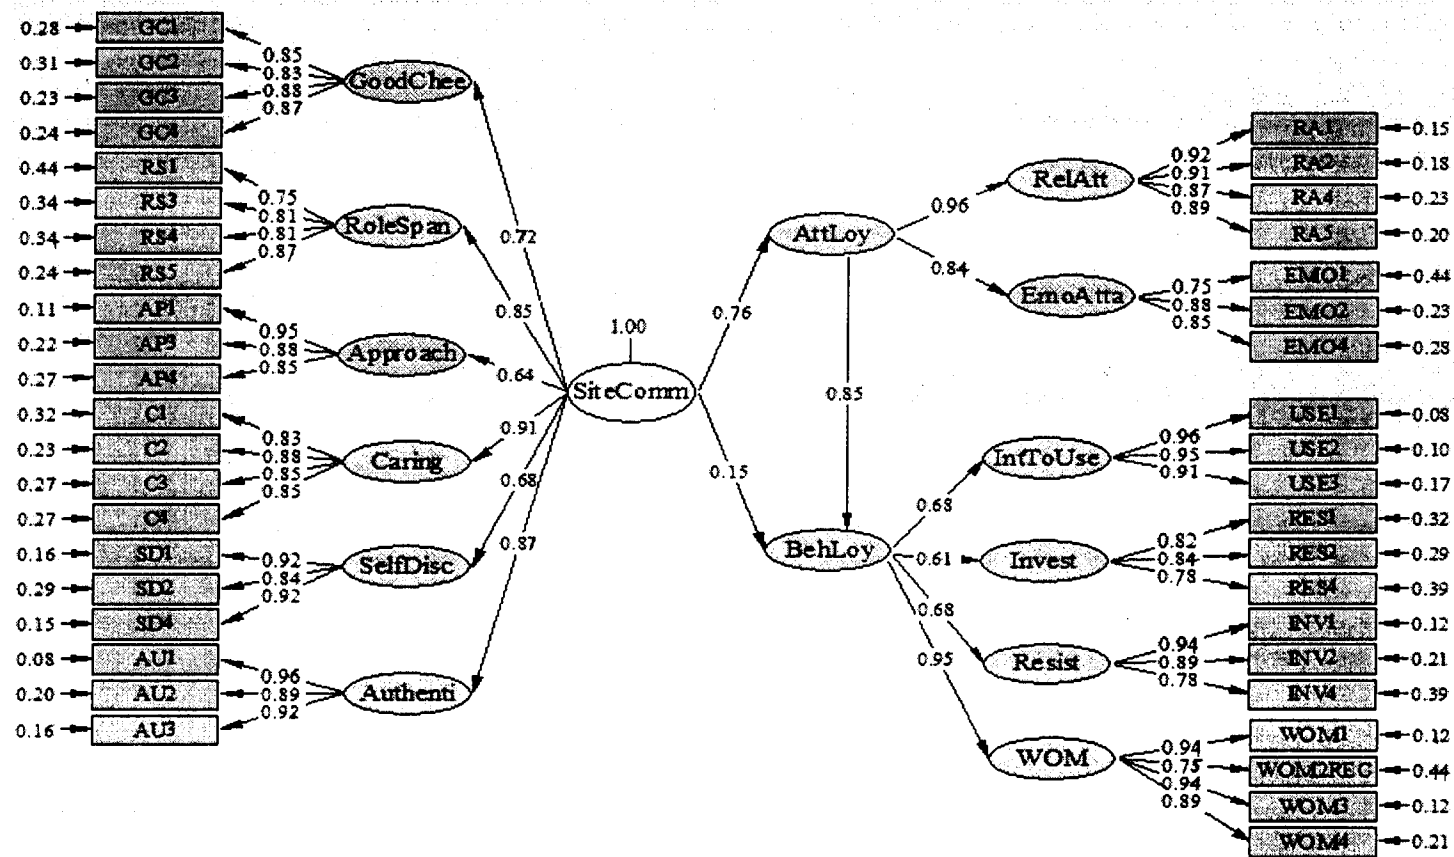 0.28 GC1
0.85
0.31 GC2
0.83
GoodChee
0.23 GC3
0.88
0.24 GC4
0.87
0.44 RS1
0.75
0.34 RS3
0.81
RoleSpan
0.34 RS4
0.81
0.24 RS5
0.87
0.11 AP1
0.95
0.22 AP3
0.88
Approach
0.27 AP4
0.85
0.32 C1
0.83
0.23 C2
0.88
Caring
0.27 C3
0.85
0.27 C4
0.85
0.16 SD1
0.92
SelfDisc
0.29 SD2
0.84
0.15 SD4
0.92
0.08 AU1
0.96
0.20 AU2
0.89
Authenti
0.16 AU3
0.92
0.72
0.85
0.64
0.91
0.68
0.87
1.00
SiteComm
0.76
0.15
AttLoy
0.85
BehLoy
0.96
0.84
0.68
0.61
0.68
0.95
RelAtt
0.92
0.91
0.87
0.89
RA1 0.15
RA2 0.18
RA4 0.23
RA5 0.20
EmoAtta
0.75
0.88
0.85
EMO1 0.44
EMO2 0.23
EMO4 0.28
IntToUse
0.96
0.95
0.91
USE1 0.08
USE2 0.10
USE3 0.17
Invest
0.82
0.84
0.78
RES1 0.32
RES2 0.29
RES4 0.39
Resist
0.94
0.89
0.78
INV1 0.12
INV2 0.21
INV4 0.39
WOM
0.94
0.75
0.94
0.89
WOM1 0.12
WOM2REC 0.44
WOM3 0.12
WOM4 0.21